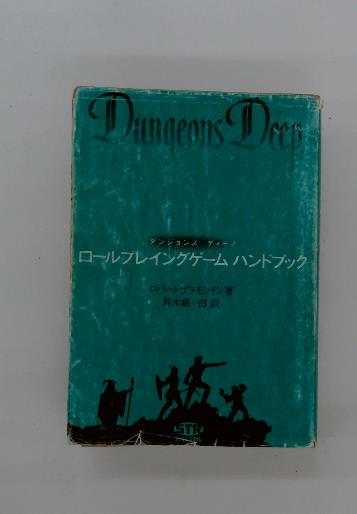 Dungeons Deep
ダンジョンズ ディープ
ロールプレイングゲーム ハンドブック
ロバート・プラモンドン著
鈴木銀一郎 訳